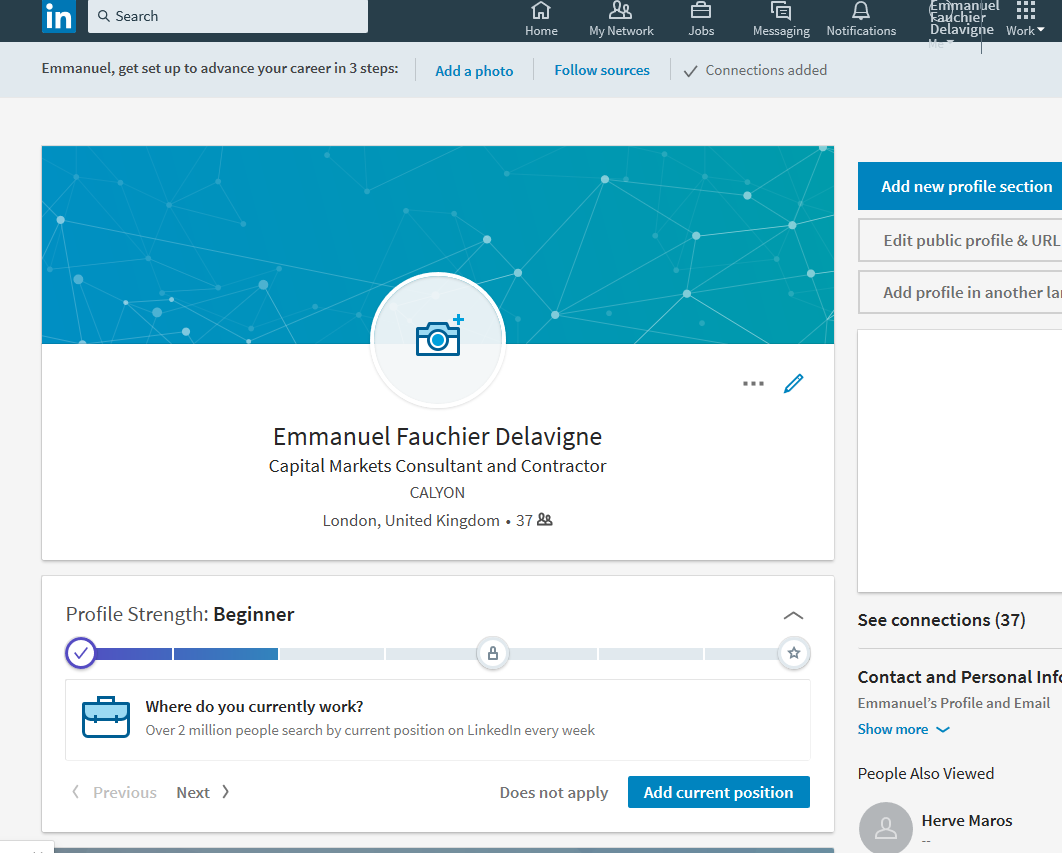 in
Search
Home
My Network
Jobs
Messaging
Notifications
Emmanuel
Fauchier
Delavigne
Me
Work
Emmanuel, get set up to advance your career in 3 steps:
Add a photo
Follow sources
Connections added
Add new profile section
Edit public profile & URL
Add profile in another la
Emmanuel Fauchier Delavigne
Capital Markets Consultant and Contractor
CALYON
London, United Kingdom • 37
Profile Strength: Beginner
Where do you currently work?
Over 2 million people search by current position on LinkedIn every week
Previous
Next
Does not apply
Add current position
See connections (37)
Contact and Personal Info
Emmanuel's Profile and Email
Show more
People Also Viewed
Herve Maros
--